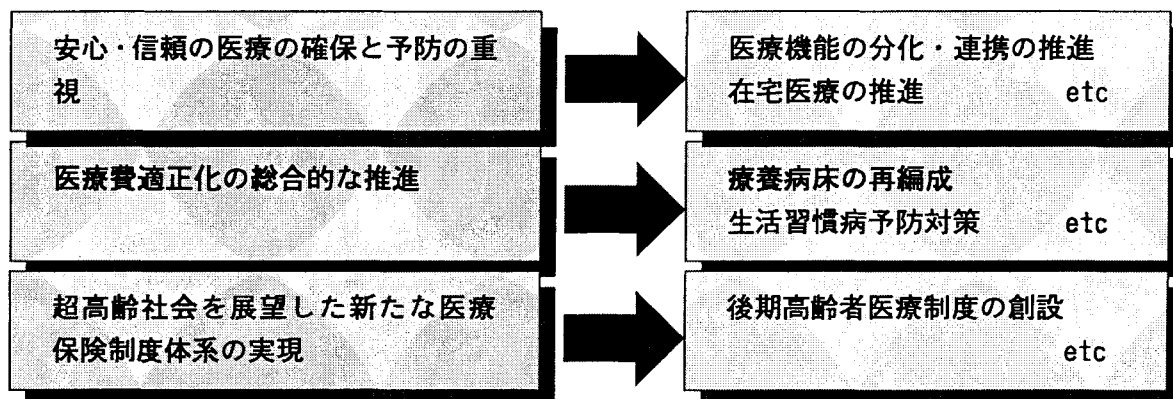 安心・信頼の医療の確保と予防の重
視
医療機能の分化・連携の推進
在宅医療の推進 etc
医療費適正化の総合的な推進
療養病床の再編成
生活習慣病予防対策 etc
超高齢社会を展望した新たな医療
保険制度体系の実現
後期高齢者医療制度の創設
etc